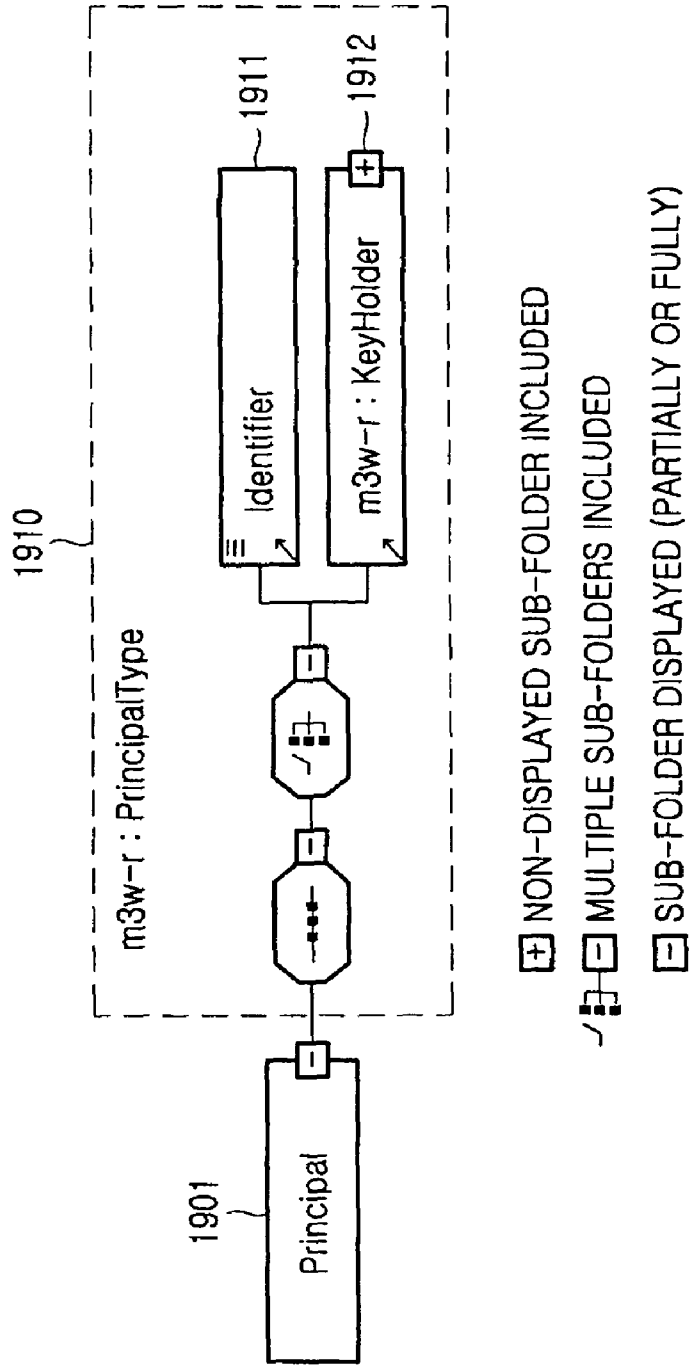 1910
m3w-r : PrincipalType
1901
Principal
Identifier
1911
m3w-r : KeyHolder
1912
+ NON-DISPLAYED SUB-FOLDER INCLUDED
- MULTIPLE SUB-FOLDERS INCLUDED
- SUB-FOLDER DISPLAYED (PARTIALLY OR FULLY)